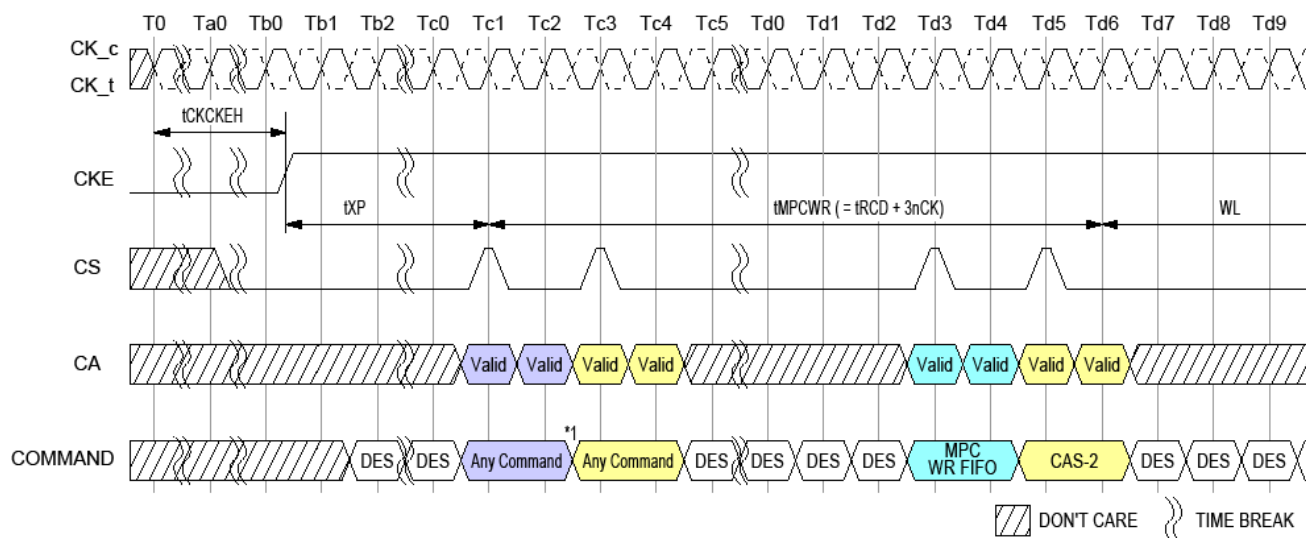 T0 Ta0 Tb0 Tb1 Tb2 Tc0 Tc1 Tc2 Tc3 Tc4 Tc5 Td0 Td1 Td2 Td3 Td4 Td5 Td6 Td7 Td8 Td9
CK_c
CK_t
tCKCKEH
CKE
tXP tMPCWR ( = tRCD + 3nCK) WL
CS
CA Valid Valid Valid Valid Valid Valid Valid Valid
*1
COMMAND DES DES Any Command Any Command DES DES DES DES MPC WR FIFO CAS-2 DES DES DES
DON'T CARE TIME BREAK